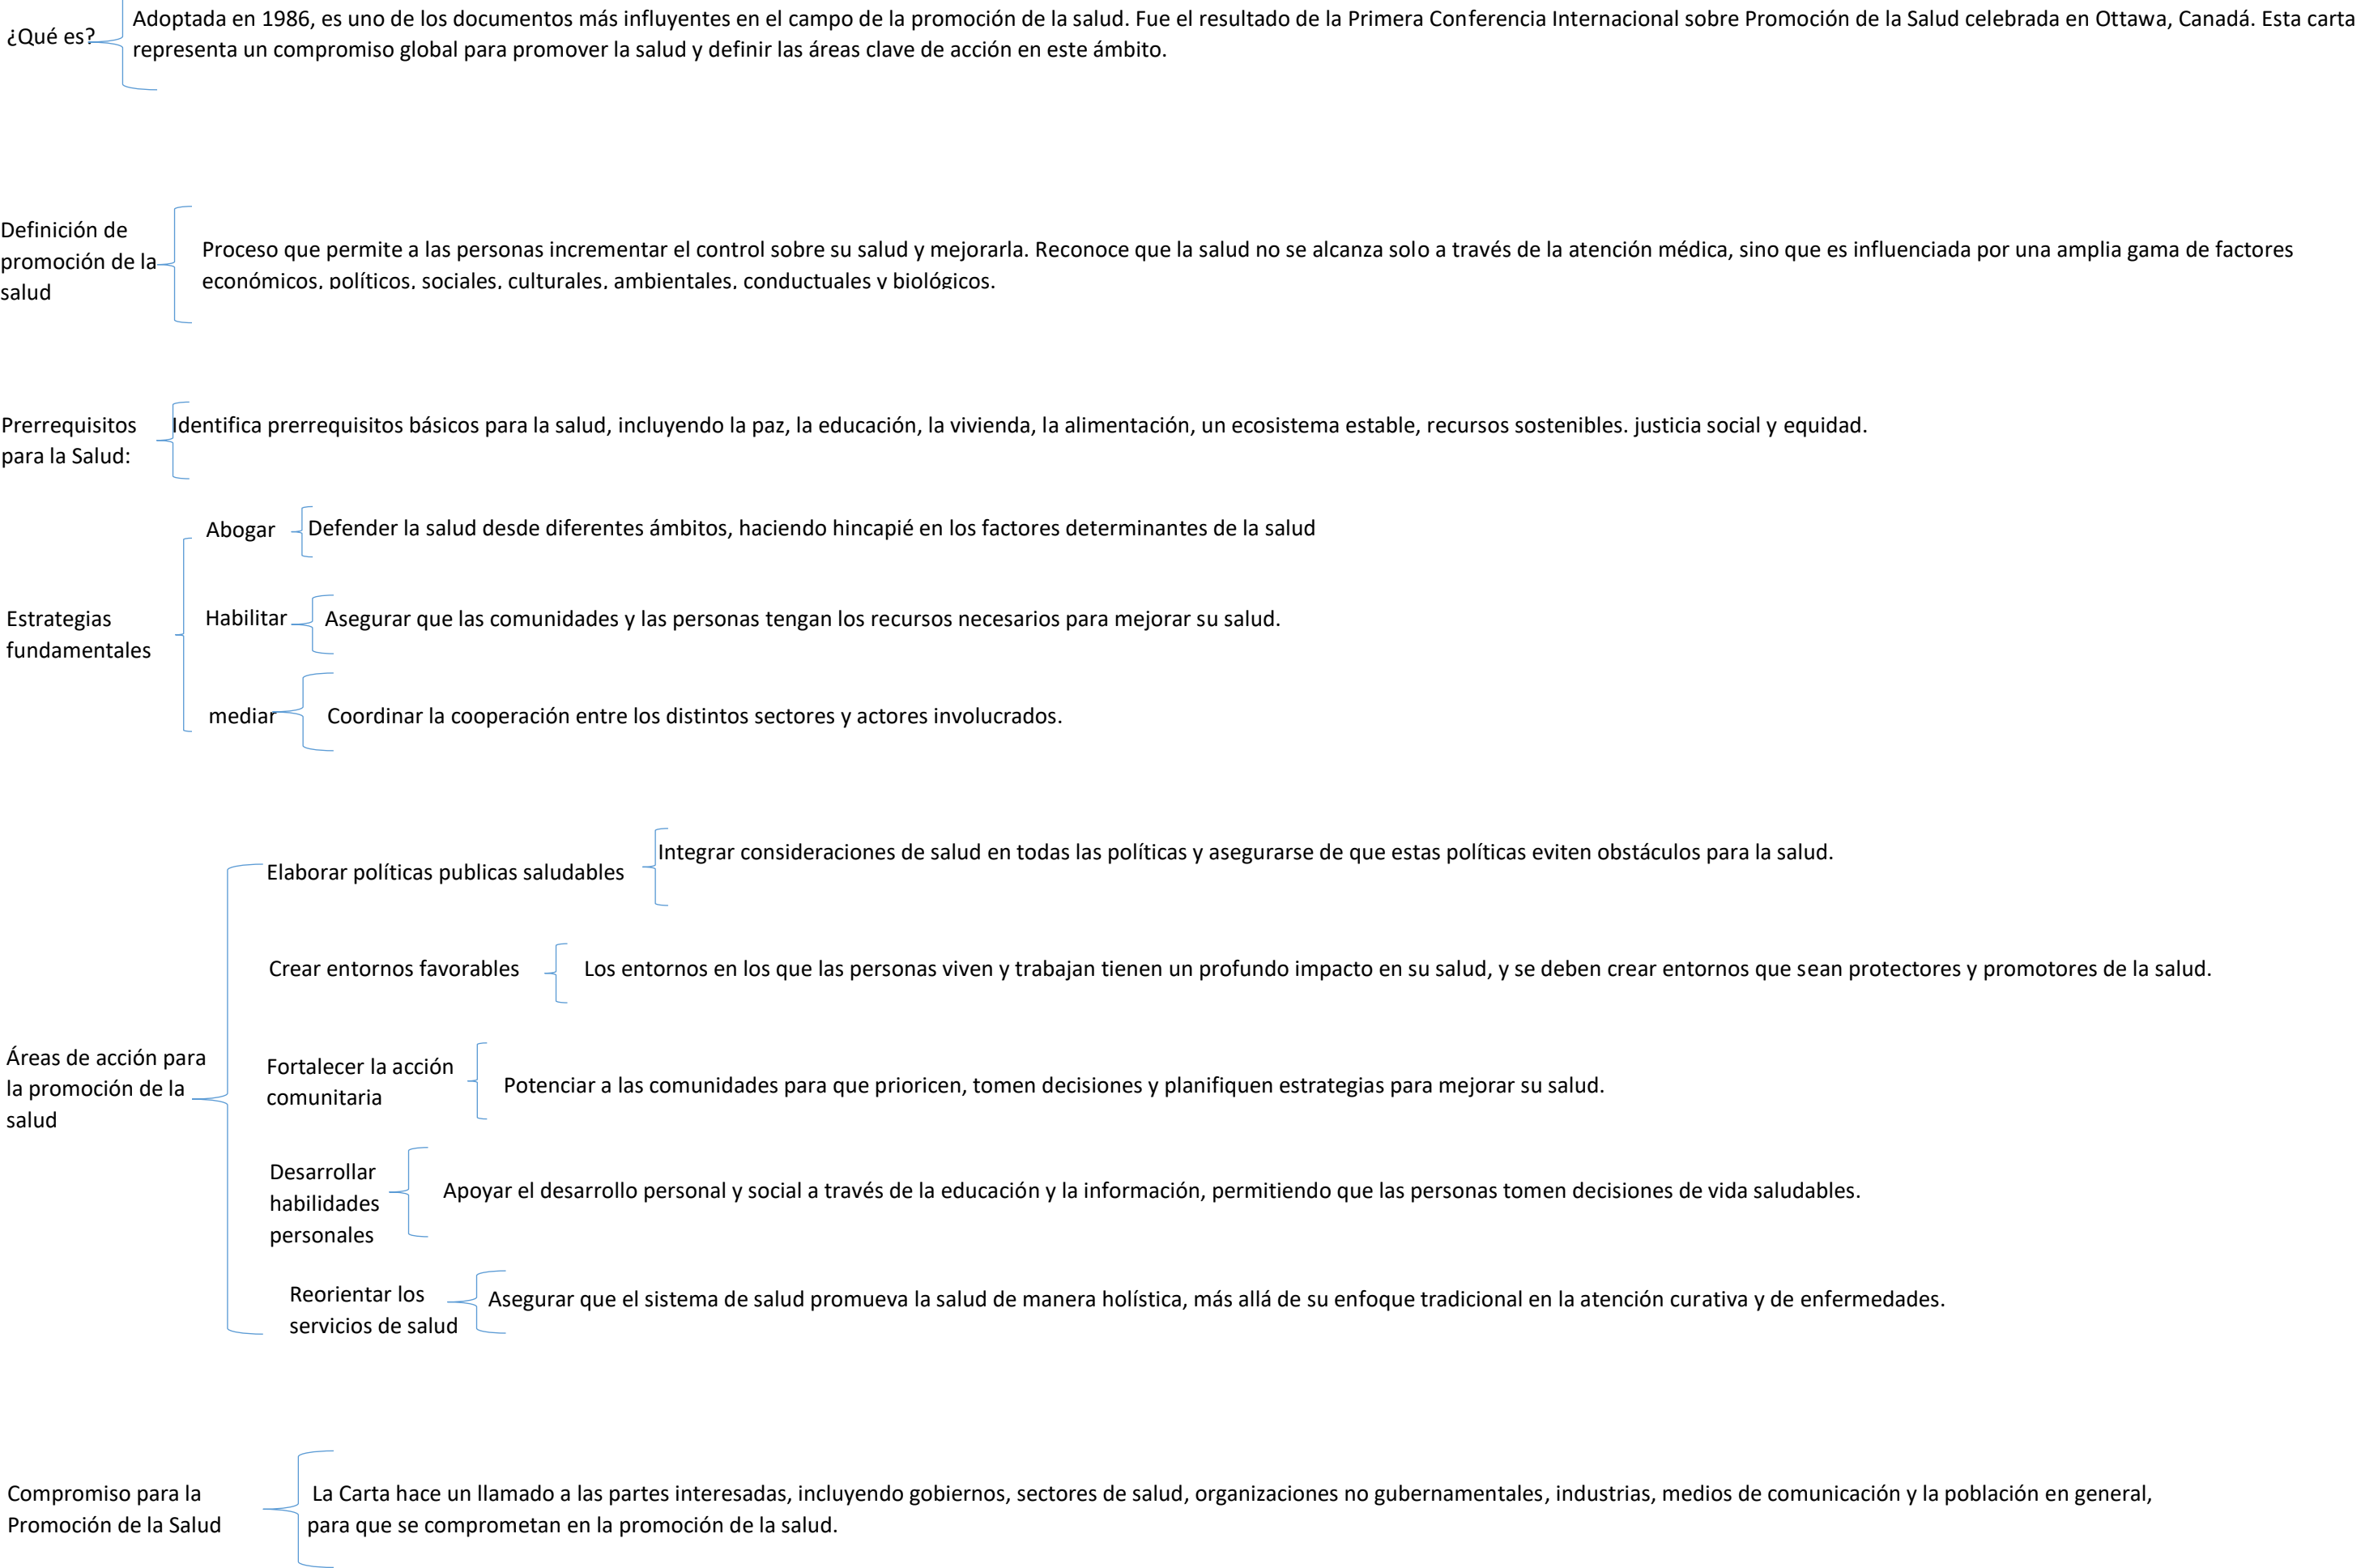 ¿Qué es?
Adoptada en 1986, es uno de los documentos más influyentes en el campo de la promoción de la salud. Fue el resultado de la Primera Conferencia Internacional sobre Promoción de la Salud celebrada en Ottawa, Canadá. Esta carta
representa un compromiso global para promover la salud y definir las áreas clave de acción en este ámbito.
Definición de
promoción de la
salud
Proceso que permite a las personas incrementar el control sobre su salud y mejorarla. Reconoce que la salud no se alcanza solo a través de la atención médica, sino que es influenciada por una amplia gama de factores
económicos, políticos, sociales, culturales, ambientales, conductuales y biológicos.
Prerrequisitos
para la Salud:
Identifica prerrequisitos básicos para la salud, incluyendo la paz, la educación, la vivienda, la alimentación, un ecosistema estable, recursos sostenibles. justicia social y equidad.
Estrategias
fundamentales
Abogar
Defender la salud desde diferentes ámbitos, haciendo hincapié en los factores determinantes de la salud
Habilitar
Asegurar que las comunidades y las personas tengan los recursos necesarios para mejorar su salud.
mediar
Coordinar la cooperación entre los distintos sectores y actores involucrados.
Áreas de acción para
la promoción de la
salud
Elaborar políticas publicas saludables
Integrar consideraciones de salud en todas las políticas y asegurarse de que estas políticas eviten obstáculos para la salud.
Crear entornos favorables
Los entornos en los que las personas viven y trabajan tienen un profundo impacto en su salud, y se deben crear entornos que sean protectores y promotores de la salud.
Fortalecer la acción
comunitaria
Potenciar a las comunidades para que prioricen, tomen decisiones y planifiquen estrategias para mejorar su salud.
Desarrollar
habilidades
personales
Apoyar el desarrollo personal y social a través de la educación y la información, permitiendo que las personas tomen decisiones de vida saludables.
Reorientar los
servicios de salud
Asegurar que el sistema de salud promueva la salud de manera holística, más allá de su enfoque tradicional en la atención curativa y de enfermedades.
Compromiso para la
Promoción de la Salud
La Carta hace un llamado a las partes interesadas, incluyendo gobiernos, sectores de salud, organizaciones no gubernamentales, industrias, medios de comunicación y la población en general,
para que se comprometan en la promoción de la salud.